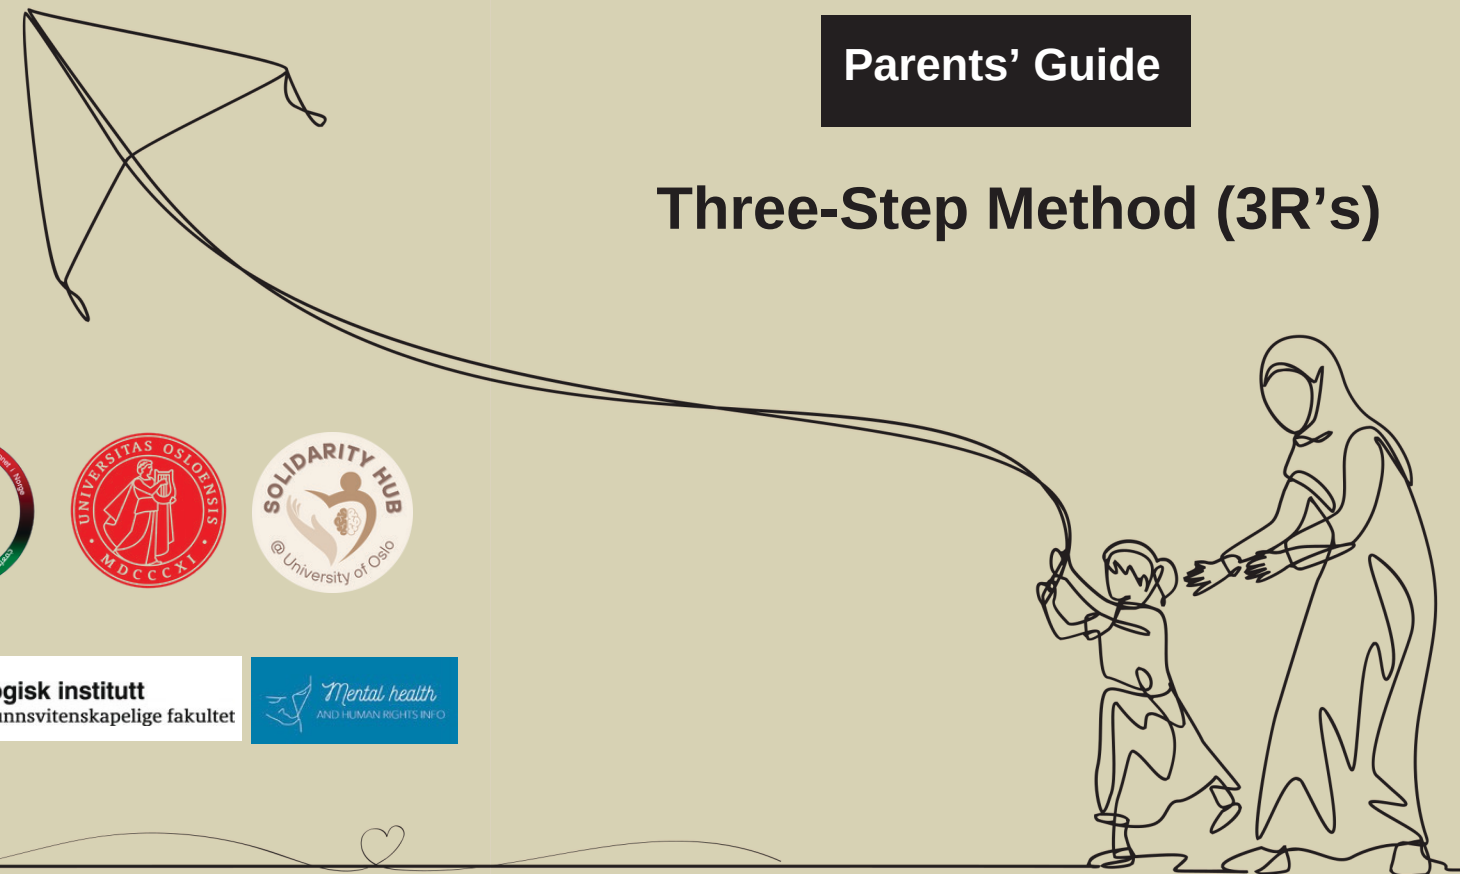 Parents’ Guide
Three-Step Method (3R’s)
UNIVERSITAS OSLOENSIS
MDCCCXI
SOLIDARITY HUB
@ University of Oslo
gisk institutt
unnsvitenskapelige fakultet
Mental health
AND HUMAN RIGHTS INFO